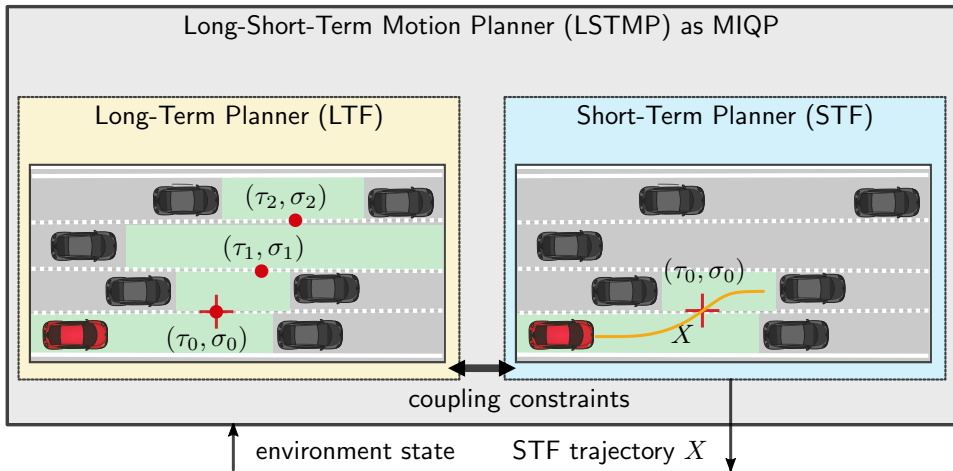 Long-Short-Term Motion Planner (LSTMP) as MIQP
Long-Term Planner (LTF)
(τ₂, σ₂)
(τ₁, σ₁)
(τ₀, σ₀)
Short-Term Planner (STF)
(τ₀, σ₀)
X
coupling constraints
environment state
STF trajectory X